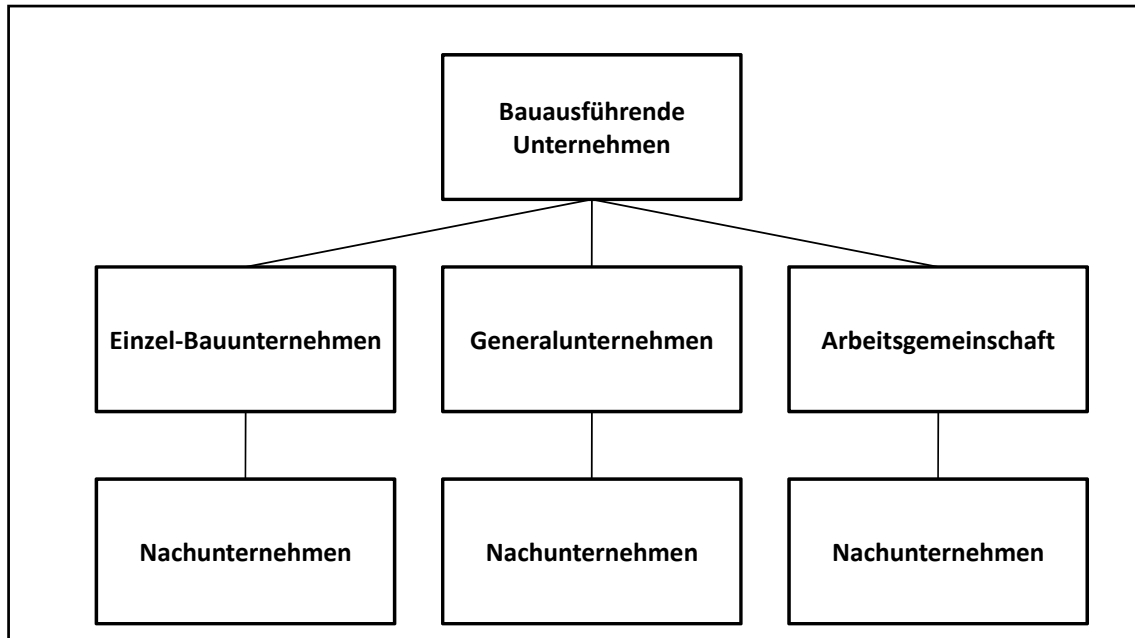 Bauausführende
Unternehmen
Einzel-Bauunternehmen
Generalunternehmen
Arbeitsgemeinschaft
Nachunternehmen
Nachunternehmen
Nachunternehmen